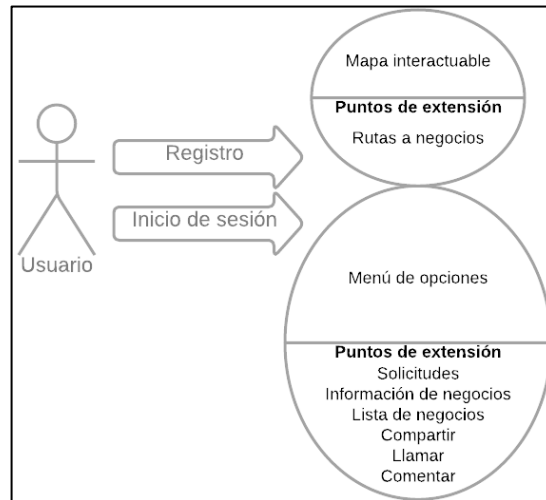 Mapa interactuable
Puntos de extensión
Rutas a negocios
Registro
Inicio de sesión
Usuario
Menú de opciones
Puntos de extensión
Solicitudes
Información de negocios
Lista de negocios
Compartir
Llamar
Comentar